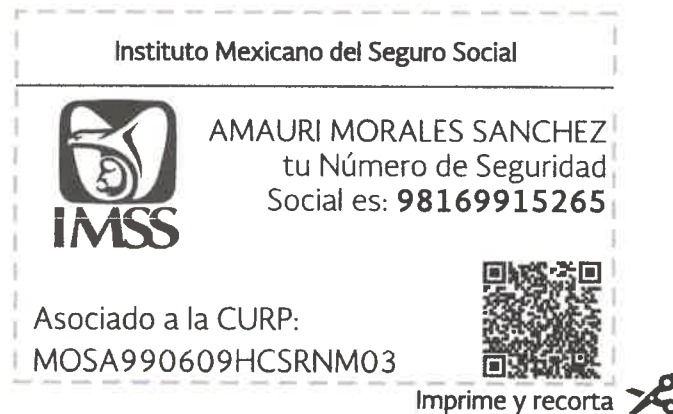 Instituto Mexicano del Seguro Social
AMAURI MORALES SANCHEZ
tu Número de Seguridad
Social es: 98169915265
IMSS
Asociado a la CURP:
MOSA990609HCSRNM03
Imprime y recorta